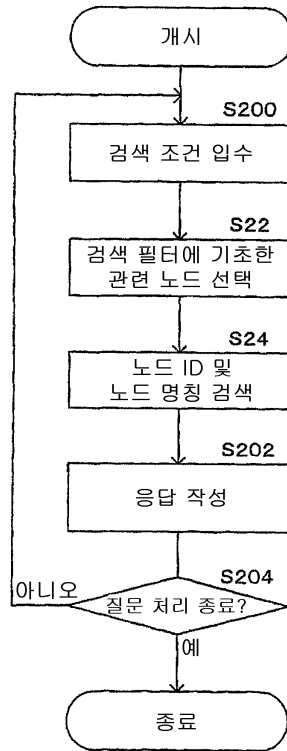 개시
S200
검색 조건 입수
S22
검색 필터에 기초한
관련 노드 선택
S24
노드 ID 및
노드 명칭 검색
S202
응답 작성
S204
질문 처리 종료?
아니오
예
종료